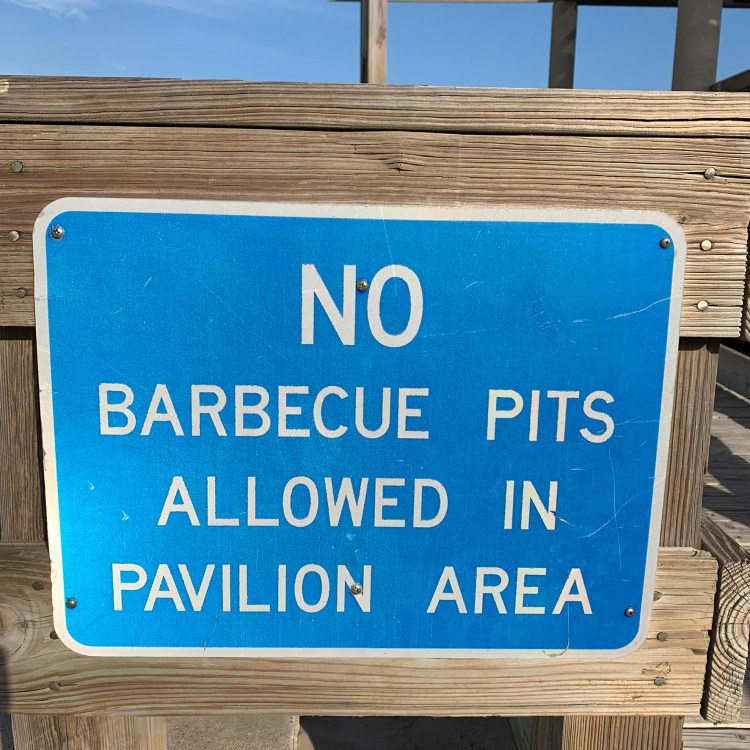 NO
BARBECUE PITS
ALLOWED IN
PAVILION AREA